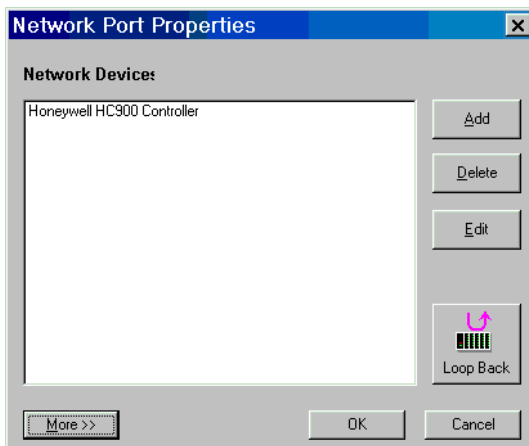 Network Port Properties
Network Devices
Honeywell HC900 Controller
Add
Delete
Edit
Loop Back
More >>
OK
Cancel